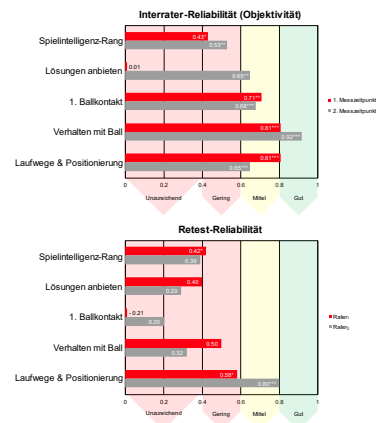 Interrater-Reliabilität (Objektivität)
Spielintelligenz-Rang
0.43*
0.53**
Lösungen anbieten
0.01
0.65**
1. Ballkontakt
0.71**
0.68***
Verhalten mit Ball
0.81***
0.92***
Laufwege & Positionierung
0.81***
0.65***
1. Messzeitpunkt
2. Messzeitpunkt
0 0.2 0.4 0.6 0.8 1
Unzureichend Gering Mittel Gut
Retest-Reliabilität
Spielintelligenz-Rang
0.42*
0.39
Lösungen anbieten
0.40
0.29
1. Ballkontakt
- 0.21
0.20
Verhalten mit Ball
0.50
0.32
Laufwege & Positionierung
0.58*
0.80***
Rater1
Rater2
0 0.2 0.4 0.6 0.8 1
Unzureichend Gering Mittel Gut